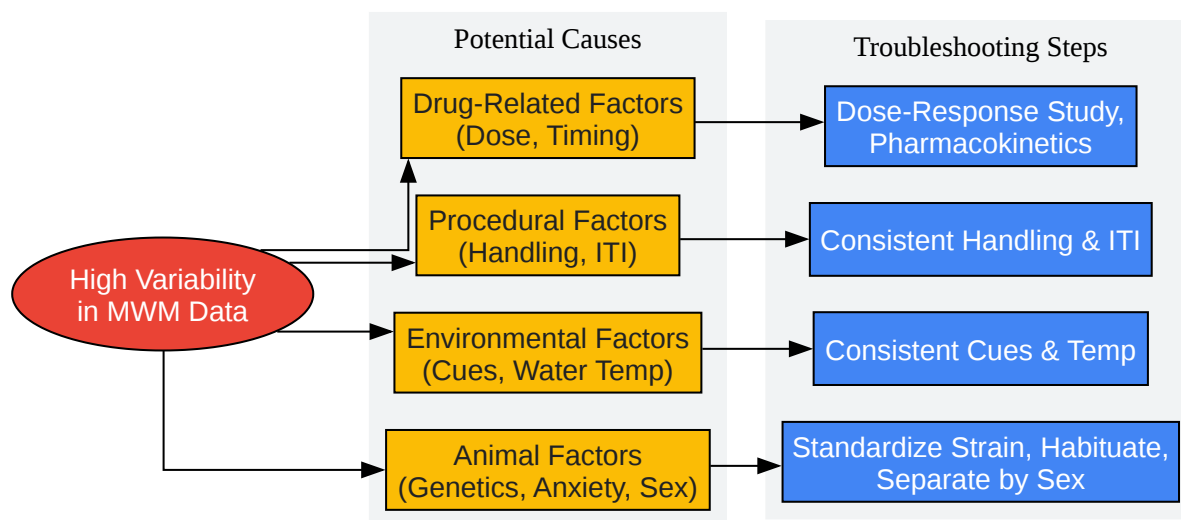 High Variability
in MWM Data
Potential Causes
Drug-Related Factors
(Dose, Timing)
Procedural Factors
(Handling, ITI)
Environmental Factors
(Cues, Water Temp)
Animal Factors
(Genetics, Anxiety, Sex)
Troubleshooting Steps
Dose-Response Study,
Pharmacokinetics
Consistent Handling & ITI
Consistent Cues & Temp
Standardize Strain, Habituate,
Separate by Sex